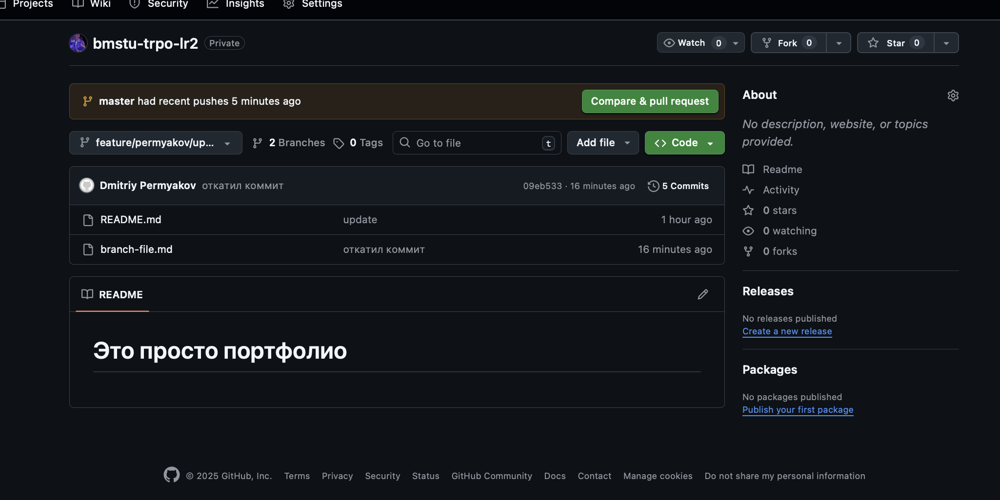 Projects Wiki Security Insights Settings
bmstu-trpo-lr2 Private Watch 0 Fork 0 Star 0
master had recent pushes 5 minutes ago Compare & pull request
feature/permyakov/up... 2 Branches 0 Tags Go to file t Add file Code
Dmitriy Permyakov откатил коммит 09eb533 · 16 minutes ago 5 Commits
README.md update 1 hour ago
branch-file.md откатил коммит 16 minutes ago
README
Это просто портфолио
About
No description, website, or topics
provided.
Readme
Activity
0 stars
0 watching
0 forks
Releases
No releases published
Create a new release
Packages
No packages published
Publish your first package
© 2025 GitHub, Inc. Terms Privacy Security Status GitHub Community Docs Contact Manage cookies Do not share my personal information